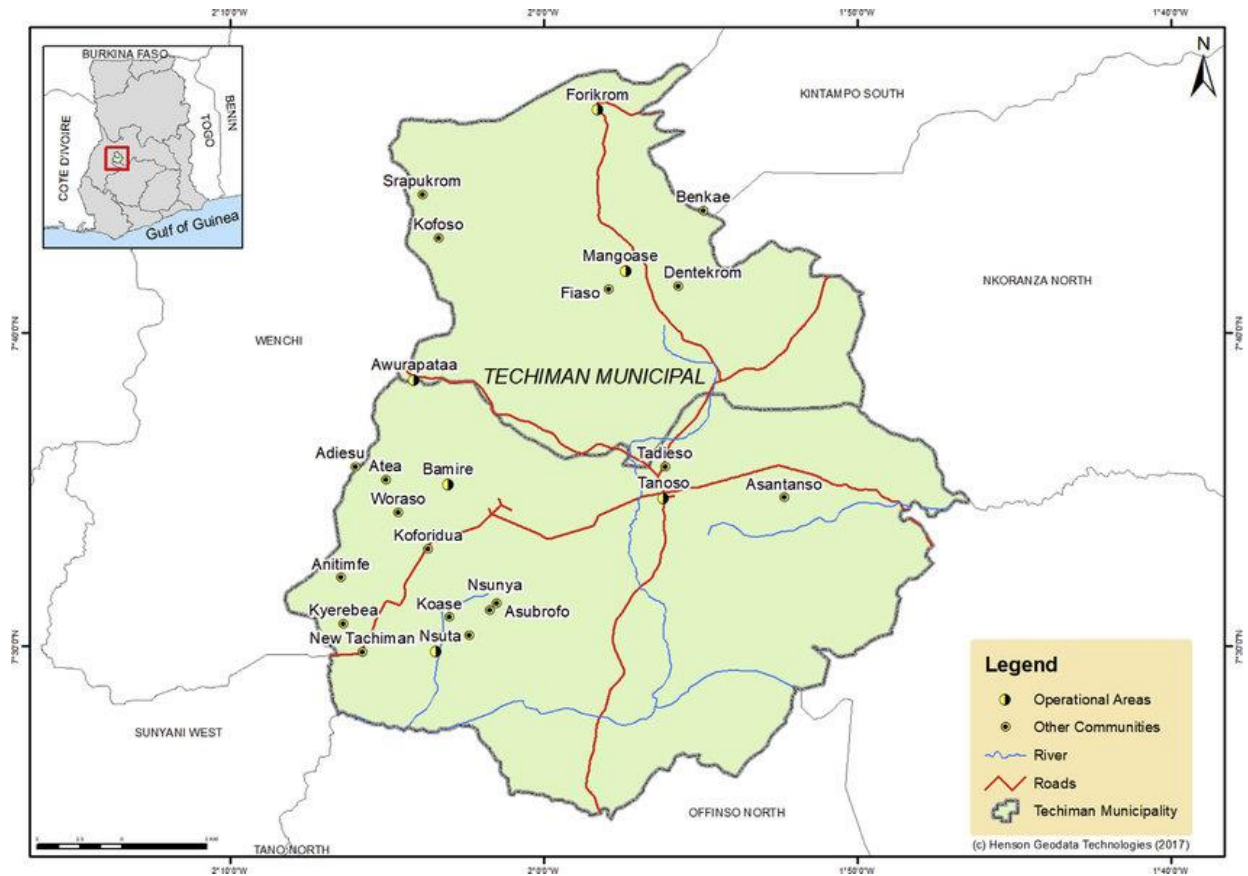 2°10'0"W
2°0'0"W
1°50'0"W
1°40'0"W
BURKINA FASO
COTE D'IVOIRE
TOGO
BENIN
Gulf of Guinea
N
Forikrom
KINTAMPO SOUTH
Srapukrom
Benkae
Kofoso
Mangoase
Dentekrom
Fiaso
NKORANZA NORTH
7°40'0"N
7°40'0"N
WENCHI
Awurapataa
TECHIMAN MUNICIPAL
Adiesu
Atea
Bamire
Tadieso
Woraso
Tanoso
Asantanso
Koforidua
Anitimfe
Nsunya
Kyerebea
Koase
Asubrofo
New Tachiman
Nsuta
7°30'0"N
7°30'0"N
SUNYANI WEST
OFFINSO NORTH
TANO NORTH
Legend
Operational Areas
Other Communities
River
Roads
Techiman Municipality
(c) Henson Geodata Technologies (2017)
2°10'0"W
2°0'0"W
1°50'0"W
1°40'0"W